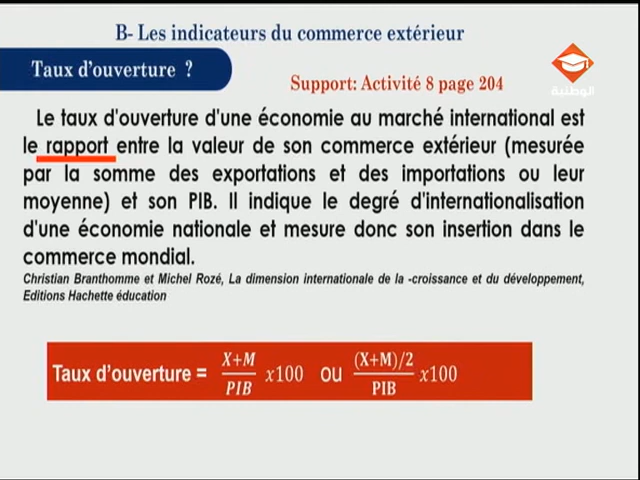 B- Les indicateurs du commerce extérieur
Taux d'ouverture ?
Support: Activité 8 page 204
الوطنية
Le taux d'ouverture d'une économie au marché international est
le rapport entre la valeur de son commerce extérieur (mesurée
par la somme des exportations et des importations ou leur
moyenne) et son PIB. Il indique le degré d'internationalisation
d'une économie nationale et mesure donc son insertion dans le
commerce mondial.
Christian Branthomme et Michel Rozé, La dimension internationale de la -croissance et du développement,
Editions Hachette éducation
Taux d'ouverture = X+M/PIB x100 ou (X+M)/2/PIB x100